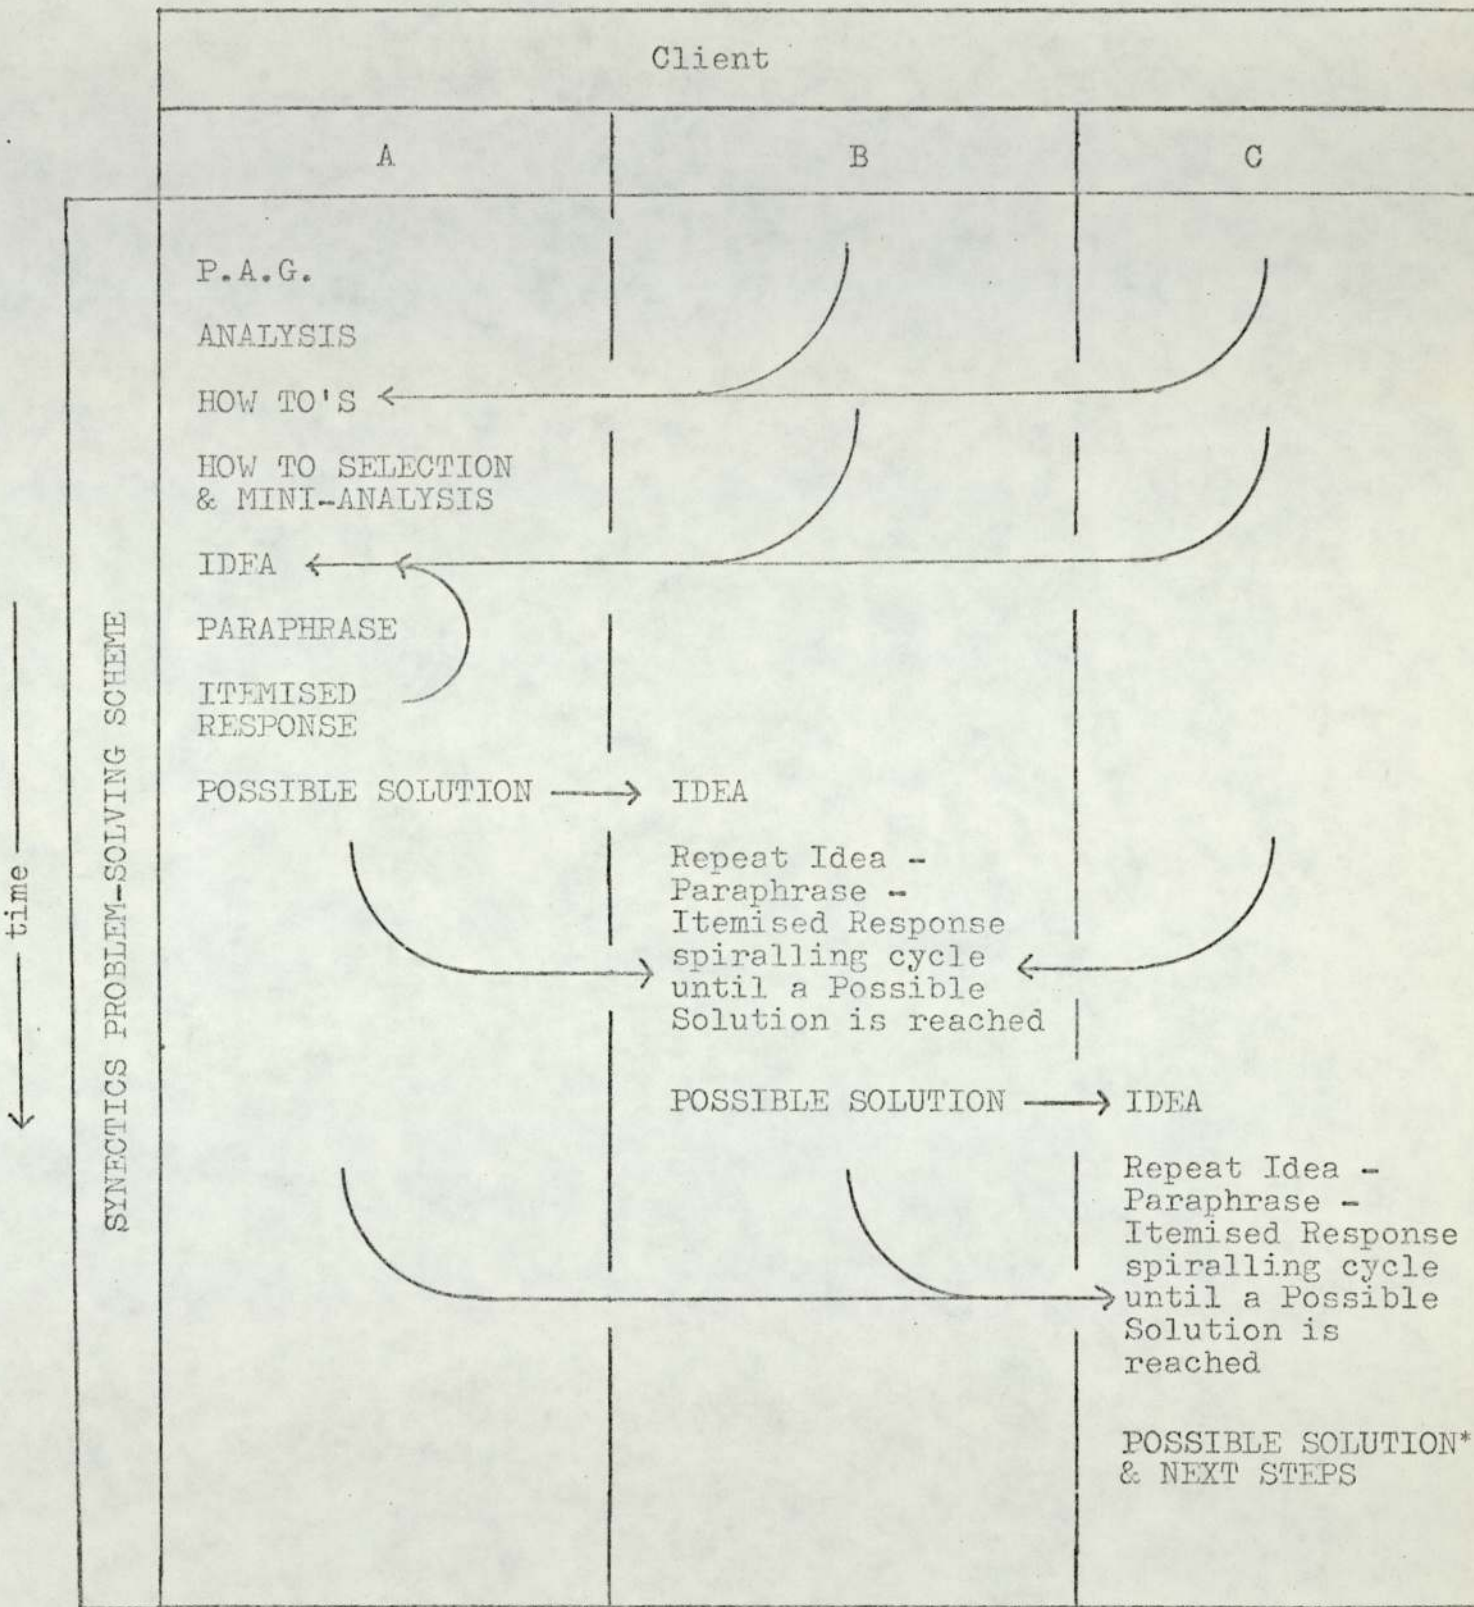 Client
A
B
C
P.A.G.
ANALYSIS
HOW TO'S
HOW TO SELECTION
& MINI-ANALYSIS
IDEA
PARAPHRASE
ITEMISED
RESPONSE
POSSIBLE SOLUTION
IDEA
Repeat Idea -
Paraphrase -
Itemised Response
spiralling cycle
until a Possible
Solution is reached
POSSIBLE SOLUTION
IDEA
Repeat Idea -
Paraphrase -
Itemised Response
spiralling cycle
until a Possible
Solution is
reached
POSSIBLE SOLUTION*
& NEXT STEPS
SYNECTICS PROBLEM-SOLVING SCHEME
time